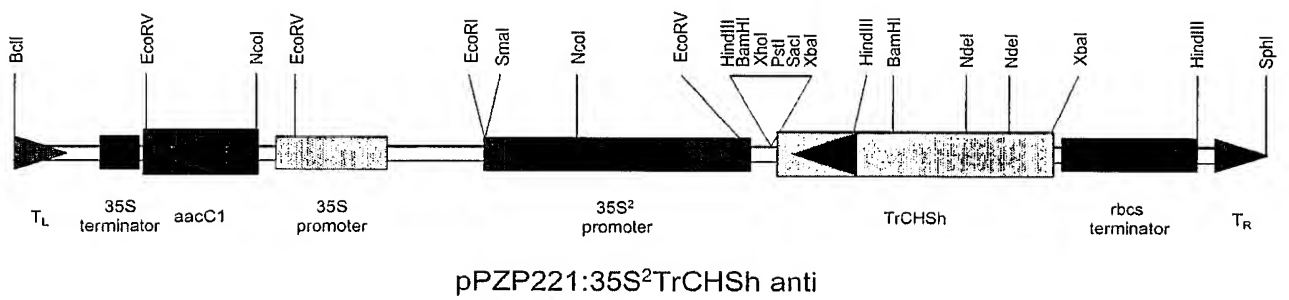 BclI
EcoRV
NcoI
EcoRV
EcoRI
SmaI
NcoI
EcoRV
HindIII
BamHI
XhoI
PstI
SacI
XbaI
HindIII
BamHI
NdeI
NdeI
XbaI
HindIII
SphI
TL
35S
terminator
aacC1
35S
promoter
35S²
promoter
TrCHSh
rbcs
terminator
TR
pPZP221:35S²TrCHSh anti